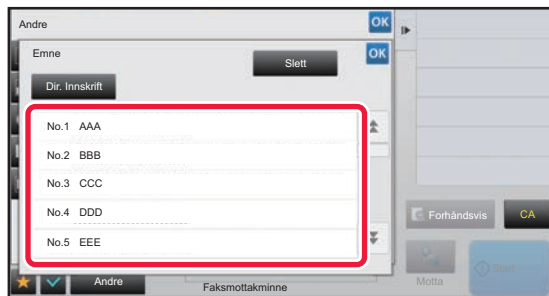 Andre
OK
Emne
Slett
OK
Dir. Innskrift
No.1 AAA
No.2 BBB
No.3 CCC
No.4 DDD
No.5 EEE
Forhåndsvis
CA
Andre
Faksmottakminne
Motta
Start